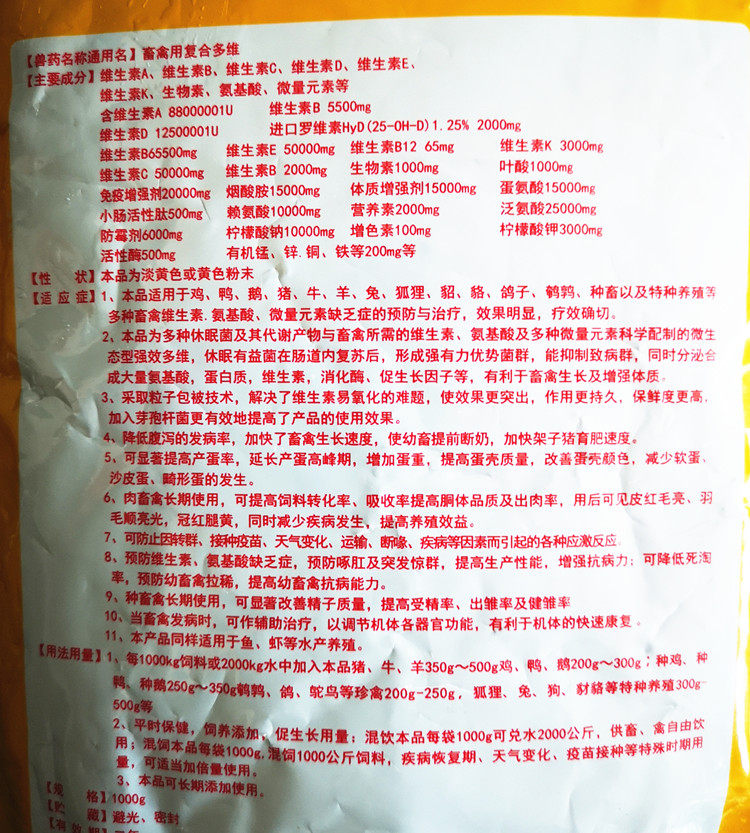 【兽药名称通用名】畜禽用复合多维
【主要成分】维生素A、维生素B、维生素C、维生素D、维生素E、
维生素K、生物素、氨基酸、微量元素等
含维生素A 88000001U 维生素B 5500mg
维生素D 12500001U 进口罗维素HyD(25-OH-D)1.25% 2000mg
维生素B65500mg 维生素E 50000mg 维生素B12 65mg 维生素K 3000mg
维生素C 50000mg 维生素B 2000mg 生物素1000mg 叶酸1000mg
免疫增强剂20000mg 烟酸胺15000mg 体质增强剂15000mg 蛋氨酸15000mg
小肠活性肽500mg 赖氨酸10000mg 营养素2000mg 泛氨酸25000mg
防霉剂6000mg 柠檬酸钠10000mg 增色素100mg 柠檬酸钾3000mg
活性酶500mg 有机锰、锌.铜、铁等200mg等
【性 状】本品为淡黄色或黄色粉末
【适 应 症】1、本品适用于鸡、鸭、鹅、猪、牛、羊、兔、狐狸、貂、貉、鸽子、鹌鹑、种畜以及特种养殖等
多种畜禽维生素.氨基酸、微量元素缺乏症的预防与治疗，效果明显，疗效确切。
2、本品为多种休眠菌及其代谢产物与畜禽所需的维生素、氨基酸及多种微量元素科学配制的微生
态型强效多维，休眠有益菌在肠道内复苏后，形成强有力优势菌群，能抑制致病群，同时分泌合
成大量氨基酸，蛋白质，维生素，消化酶、促生长因子等，有利于畜禽生长及增强体质。
3、采取粒子包被技术，解决了维生素易氧化的难题，使效果更突出，作用更持久，保鲜度更高，
加入芽孢杆菌更有效地提高了产品的使用效果。
4、降低腹泻的发病率，加快了畜禽生长速度，使幼畜提前断奶，加快架子猪育肥速度。
5、可显著提高产蛋率，延长产蛋高峰期，增加蛋重，提高蛋壳质量，改善蛋壳颜色，减少软蛋、
沙皮蛋、畸形蛋的发生。
6、肉畜禽长期使用，可提高饲料转化率、吸收率提高胴体品质及出肉率，用后可见皮红毛亮、羽
毛顺亮光，冠红腿黄，同时减少疾病发生，提高养殖效益。
7、可防止因转群、接种疫苗、天气变化、运输、断喙、疾病等因素而引起的各种应激反应。
8、预防维生素、氨基酸缺乏症，预防啄肛及突发惊群，提高生产性能，增强抗病力；可降低死淘
率，预防幼畜禽拉稀，提高幼畜禽抗病能力。
9、种畜禽长期使用，可显著改善精子质量，提高受精率、出雏率及健雏率
10、当畜禽发病时，可作辅助治疗，以调节机体各器官功能，有利于机体的快速康复。
11、本产品同样适用于鱼、虾等水产养殖。
【用法用量】1、每1000kg饲料或2000kg水中加入本品猪、牛、羊350g～500g鸡、鸭、鹅200g～300g；种鸡、种
鸭、种鹅250g～350g鹌鹑、鸽、鸵鸟等珍禽200g-250g，狐狸、兔、狗、豺貉等特种养殖300g-
500g等
2、平时保健，饲养添加，促生长用量；混饮本品每袋1000g可兑水2000公斤，供畜、禽自由饮
用；混饲本品每袋1000g,混饲1000公斤饲料，疾病恢复期、天气变化、疫苗接种等特殊时期用
量，可适当加倍量使用。
3、本品可长期添加使用。
【规 格】1000g
【贮 藏】避光、密封